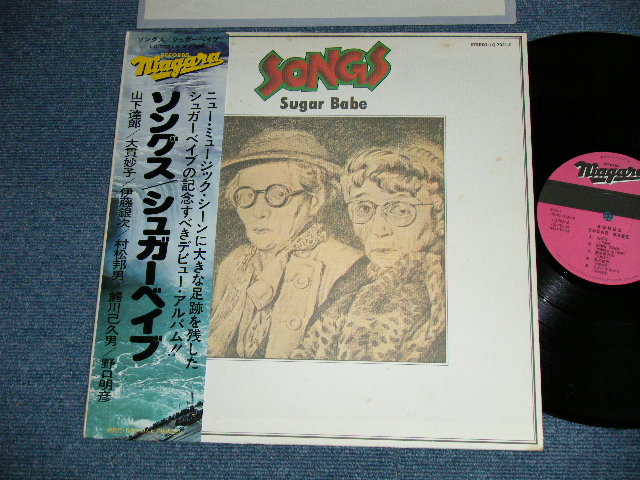 ソングス/シュガーベイブ
RECORDS
Niagara
ニュー・ミュージック・シーンに大きな足跡を残した
シュガーベイブの記念すべきデビュー・アルバム!!
ソングス/シュガーベイブ
山下達郎/大貫妙子/伊藤銀次/村松邦男/鰐川己久男/野口明彦
SONGS
Sugar Babe
Niagara
SONGS
SUGAR BABE